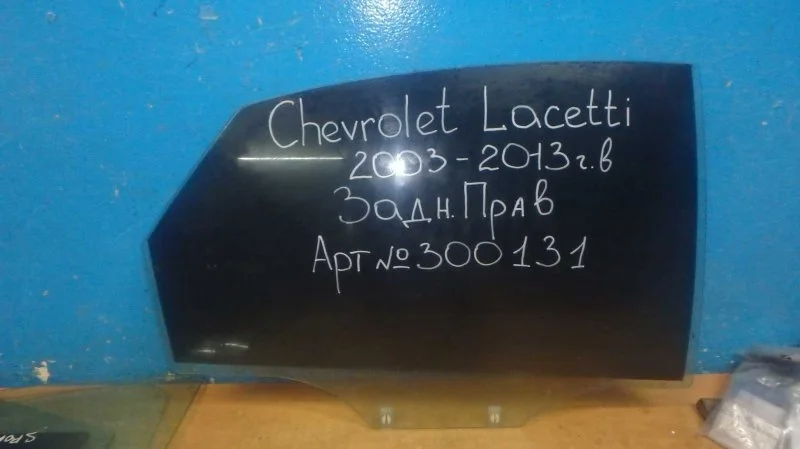 Chevrolet Lacetti
2003-2013г.в
Задн.Прав
Арт№300131